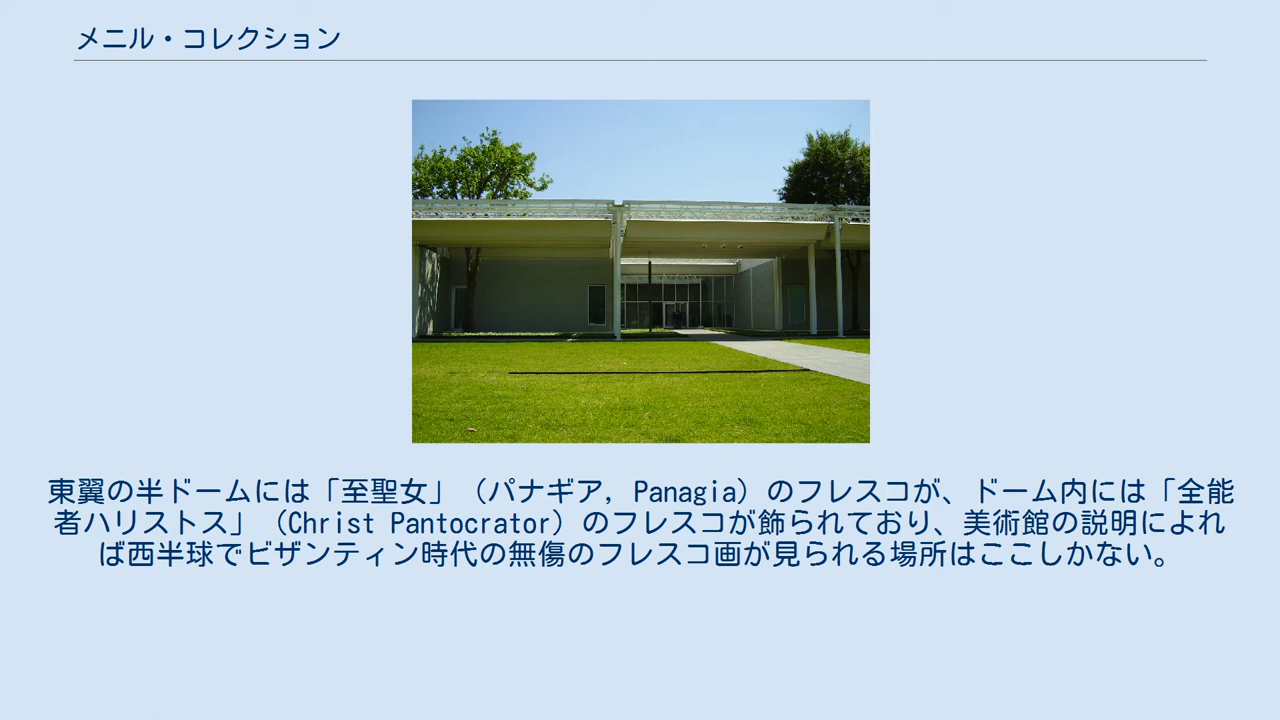 メニル・コレクション
東翼の半ドームには「至聖女」（パナギア, Panagia）のフレスコが、ドーム内には「全能
者ハリストス」（Christ Pantocrator）のフレスコが飾られており、美術館の説明によれ
ば西半球でビザンティン時代の無傷のフレスコ画が見られる場所はここしかない。